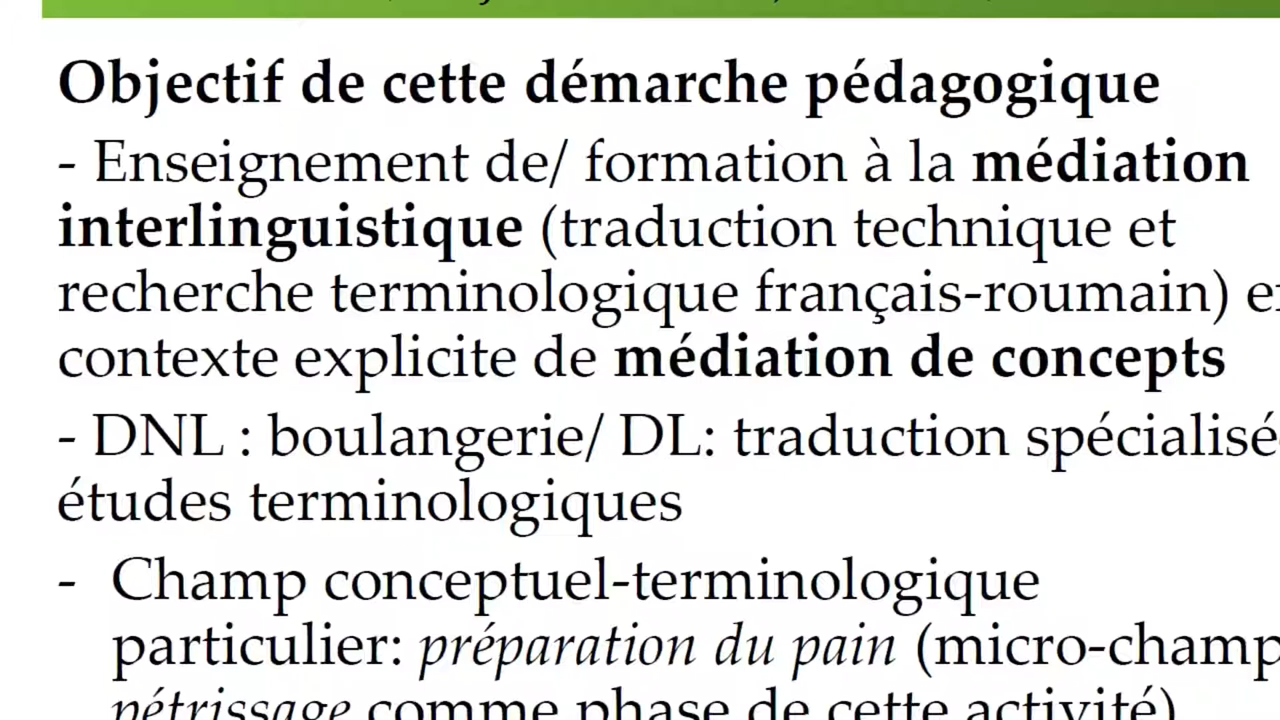 Objectif de cette démarche pédagogique
- Enseignement de/ formation à la médiation
interlinguistique (traduction technique et
recherche terminologique français-roumain)
contexte explicite de médiation de concepts
- DNL : boulangerie/ DL: traduction spécialisé
études terminologiques
- Champ conceptuel-terminologique
particulier: préparation du pain (micro-champ
pétrissage comme phase de cette activité)